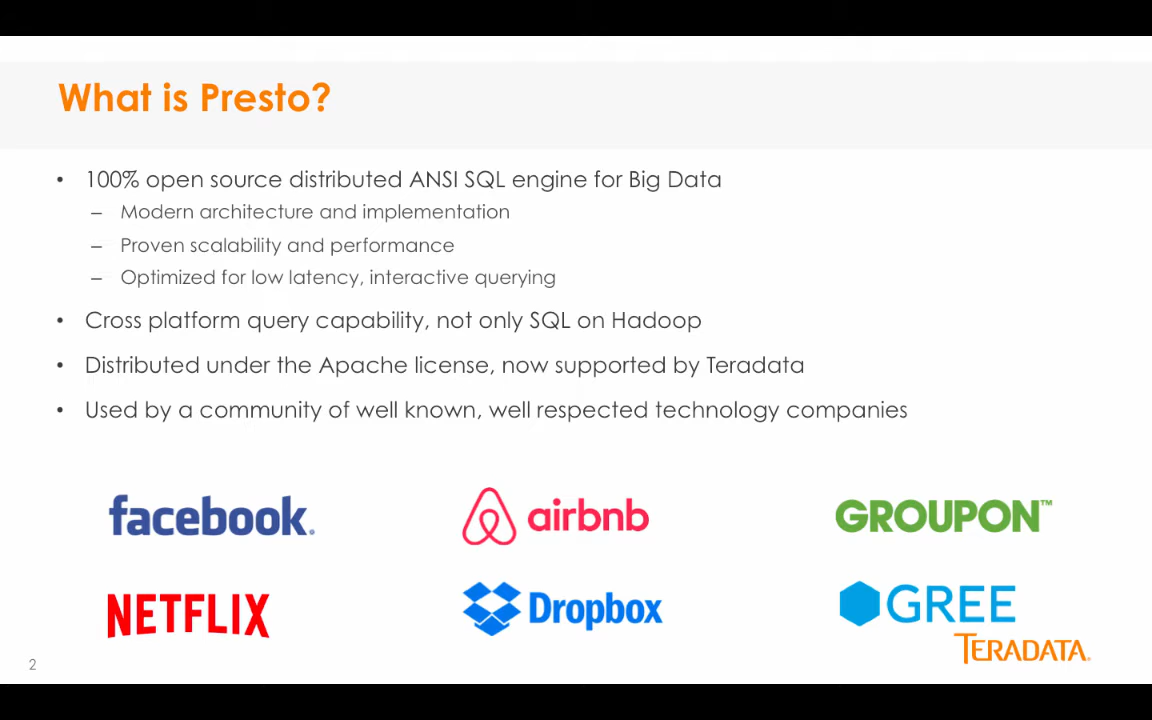 What is Presto?
• 100% open source distributed ANSI SQL engine for Big Data
– Modern architecture and implementation
– Proven scalability and performance
– Optimized for low latency, interactive querying
• Cross platform query capability, not only SQL on Hadoop
• Distributed under the Apache license, now supported by Teradata
• Used by a community of well known, well respected technology companies
facebook®
airbnb
GROUPON™
NETFLIX
Dropbox
GREE
TERADATA®
2